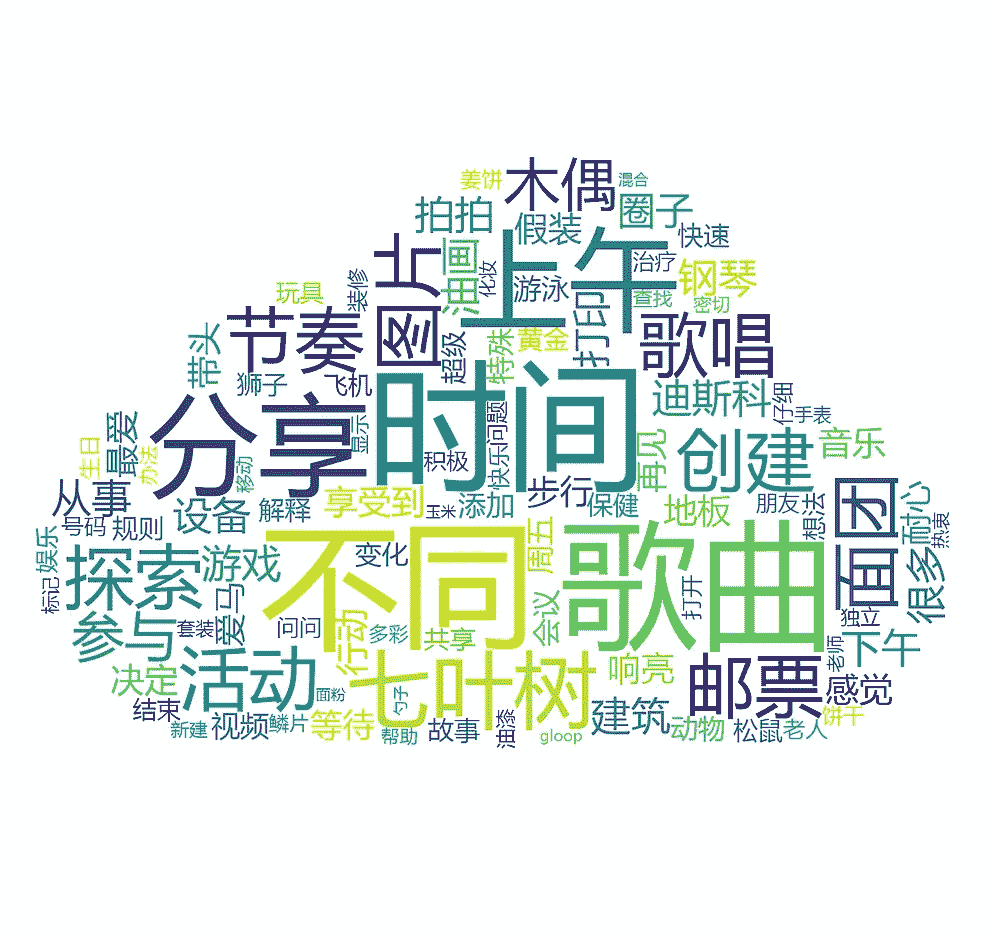 木偶
姜饼
混合
拍拍
圈子
假装
上午
快速
图片
油画
化妆
游泳
治疗
钢琴
玩具
装修
打印
查找
密切
节奏
带头
狮子
飞机
超级
特殊
黄金
歌唱
迪斯科
仔细
手表
分享
时间
显示
积极
快乐
问题
创建
再见
音乐
生日
最爱
办法
移动
从事
号码
规则
设备
解释
享受到
玉米
添加
步行
保健
地板
朋友
想法
面团
耐心
热衷
很多
娱乐
探索
游戏
不同
变化
周五
歌曲
打开
独立
标记
参与
套装
爱马
问问
行动
多彩
共享
会议
下午
老师
决定
活动
面粉
七叶树
勺子
响亮
邮票
感觉
结束
新建
视频
鳞片
等待
帮助
故事
油漆
gloop
建筑
动物
松鼠
老人
饼干